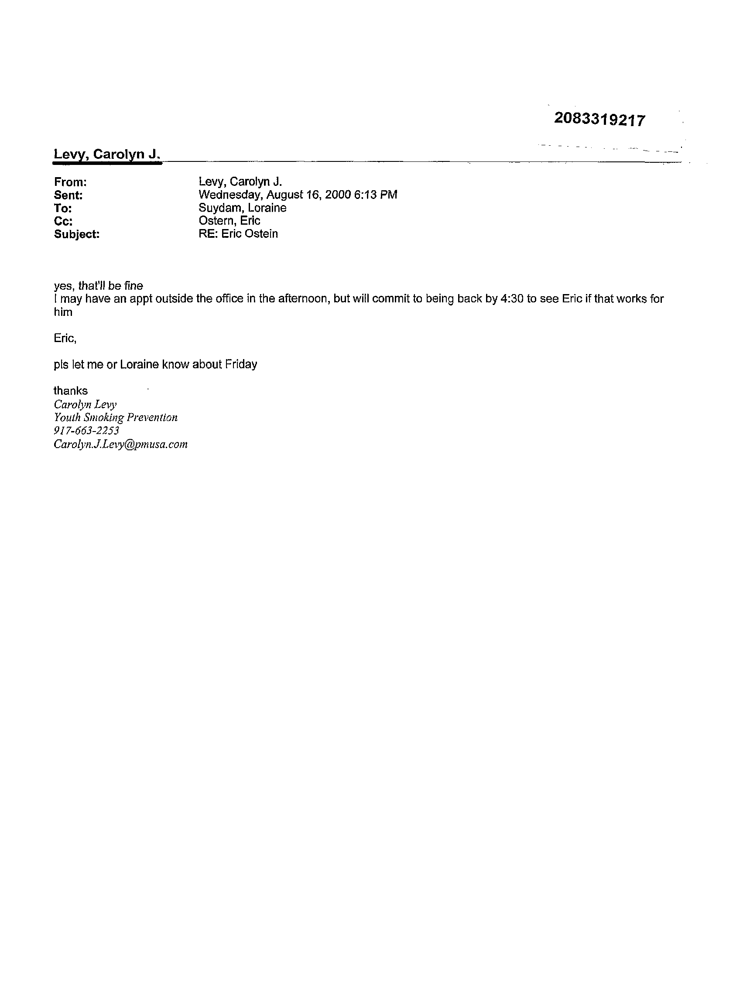 2083319217
Levy, Carolyn J.
From: Levy, Carolyn J.
Sent: Wednesday, August 16, 2000 6:13 PM
To: Suydam, Loraine
Cc: Ostern, Eric
Subject: RE: Eric Ostein
yes, that'll be fine
I may have an appt outside the office in the afternoon, but will commit to being back by 4:30 to see Eric if that works for
him
Eric,
pls let me or Loraine know about Friday
thanks
Carolyn Levy
Youth Smoking Prevention
917-663-2253
Carolyn.J.Levy@pmusa.com